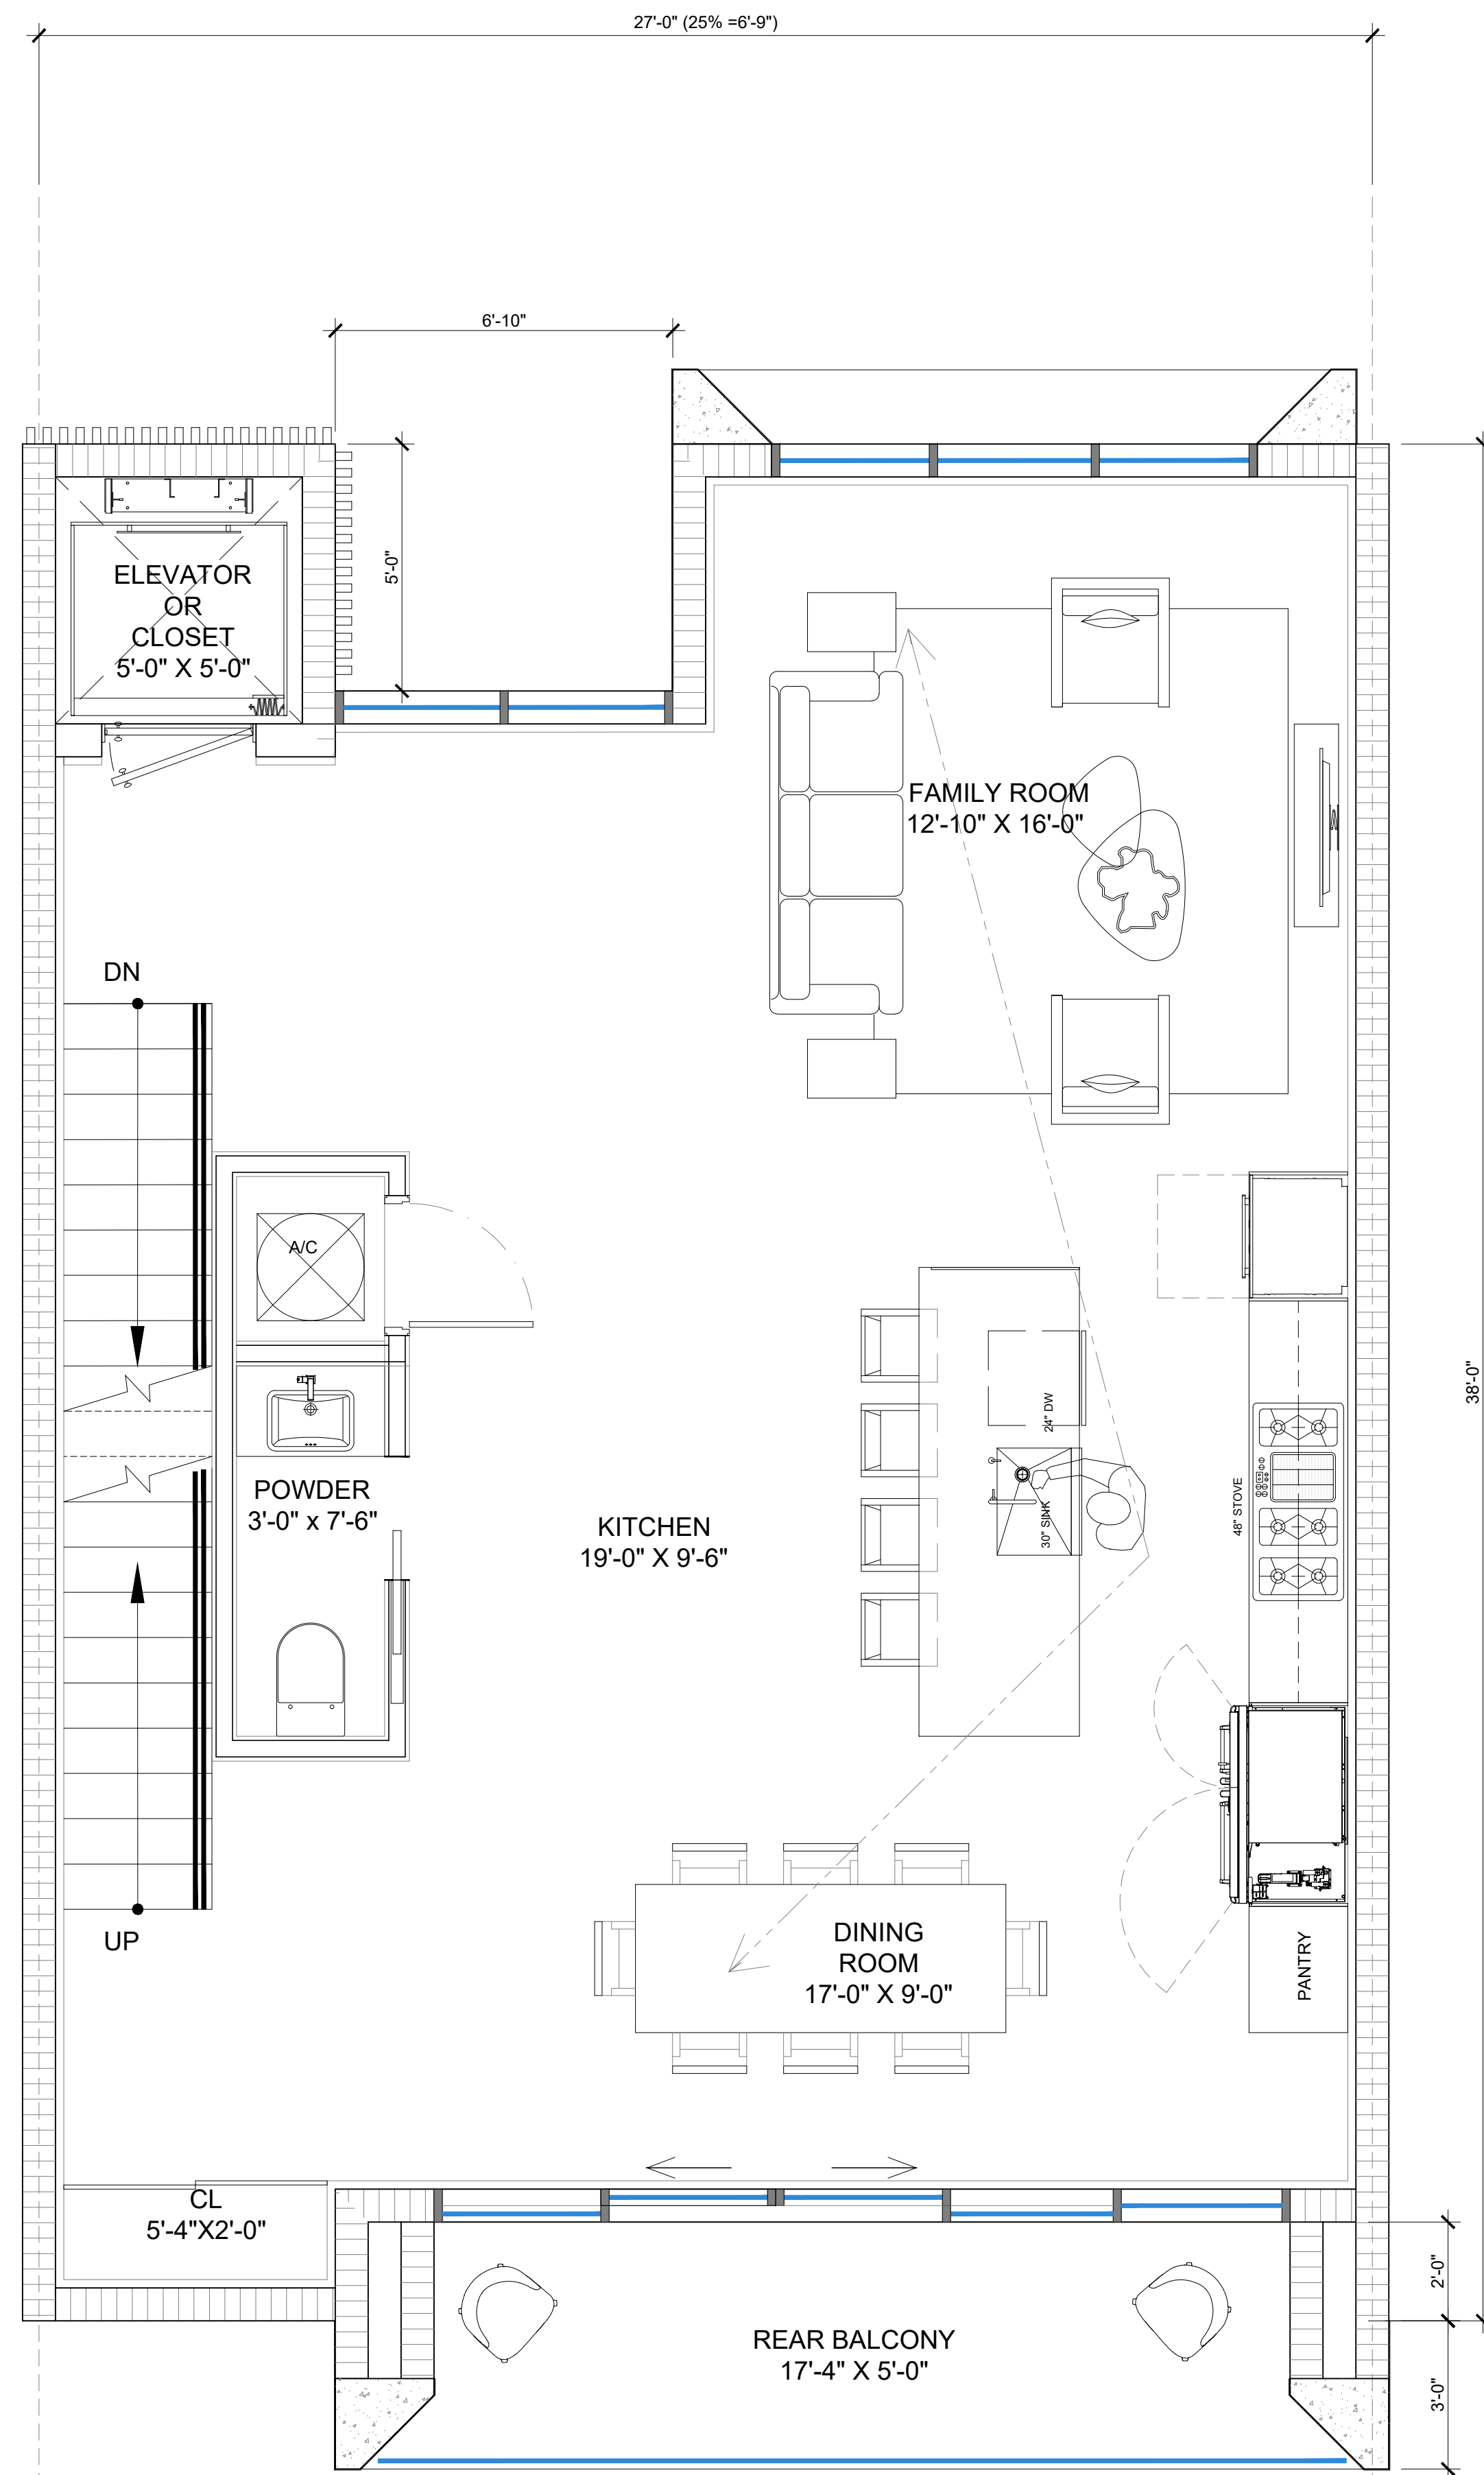 27'-0" (25% =6'-9")
6'-10"
5'-0"
ELEVATOR
OR
CLOSET
5'-0" X 5'-0"
FAMILY ROOM
12'-10" X 16'-0"
DN
A/C
24" DW
38'-0"
POWDER
3'-0" x 7'-6"
KITCHEN
19'-0" X 9'-6"
30" SINK
48" STOVE
UP
DINING
ROOM
17'-0" X 9'-0"
PANTRY
CL
5'-4"X2'-0"
2'-0"
REAR BALCONY
17'-4" X 5'-0"
3'-0"